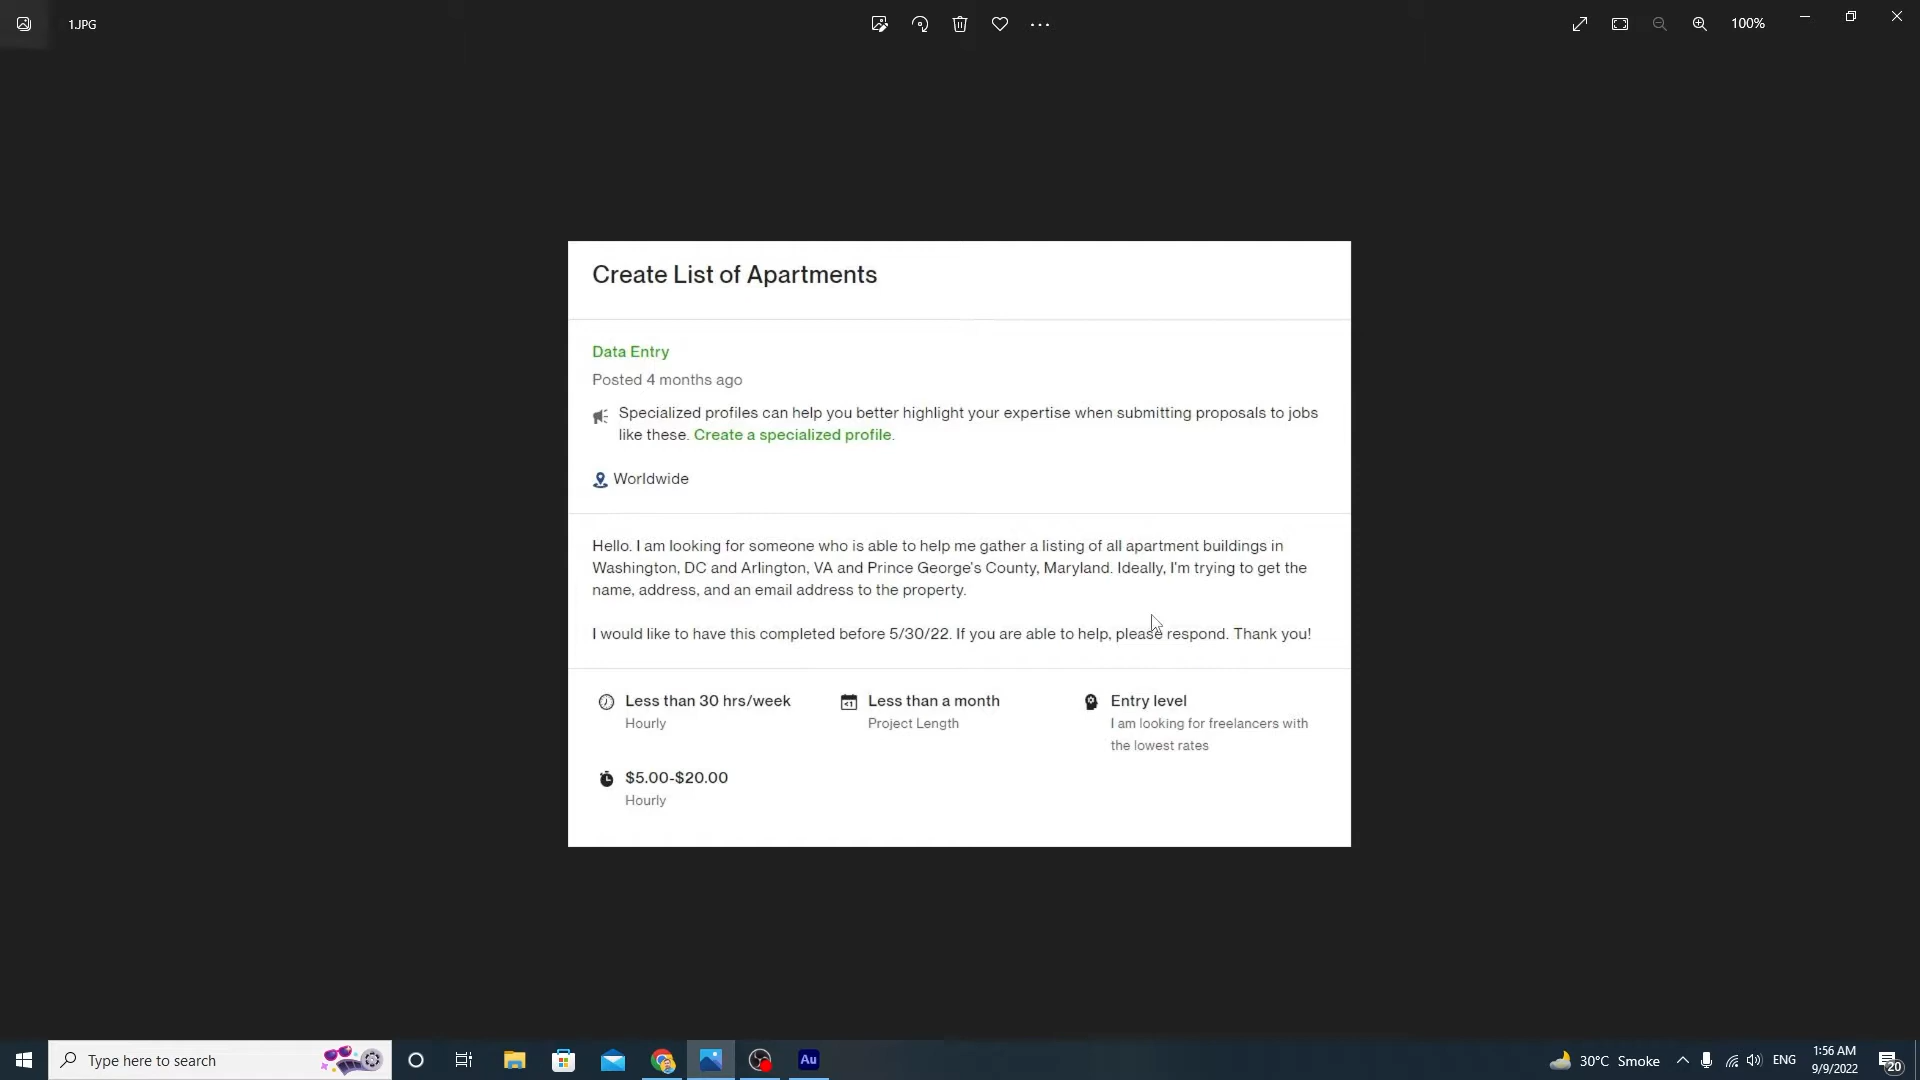 1.JPG
100%
Create List of Apartments
Data Entry
Posted 4 months ago
Specialized profiles can help you better highlight your expertise when submitting proposals to jobs
like these. Create a specialized profile.
Worldwide
Hello. I am looking for someone who is able to help me gather a listing of all apartment buildings in
Washington, DC and Arlington, VA and Prince George's County, Maryland. Ideally, I'm trying to get the
name, address, and an email address to the property.
I would like to have this completed before 5/30/22. If you are able to help, please respond. Thank you!
Less than 30 hrs/week
Hourly
<1
Less than a month
Project Length
Entry level
I am looking for freelancers with
the lowest rates
$5.00-$20.00
Hourly
Type here to search
Au
30°C Smoke
ENG
1:56 AM
9/9/2022
20